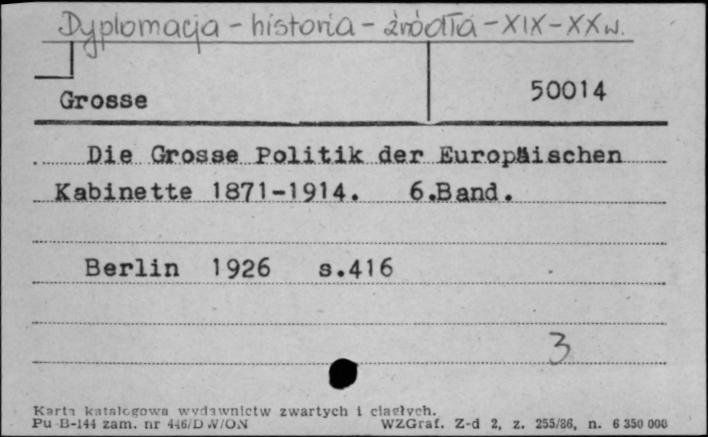 Dyplomacja - historia - źródła - XIX - XX w.
Grosse
50014
Die Grosse Politik der Europäischen
Kabinette 1871-1914. 6.Band.
Berlin 1926 s.416
3
Karta katalogowa wydawnictw zwartych i ciągłych.
Pu-B-144 zam. nr 446/D W/ON
WZGraf. Z-d 2, z. 255/86, n. 6 350 000